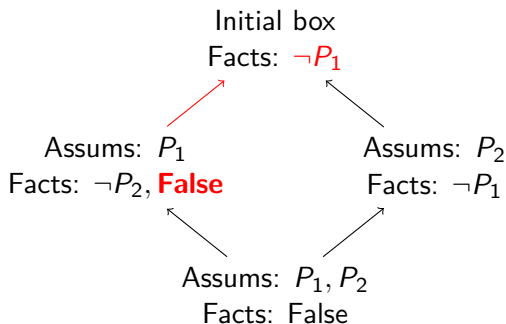 Initial box
Facts: ¬P₁
Assums: P₁
Facts: ¬P₂, False
Assums: P₂
Facts: ¬P₁
Assums: P₁, P₂
Facts: False